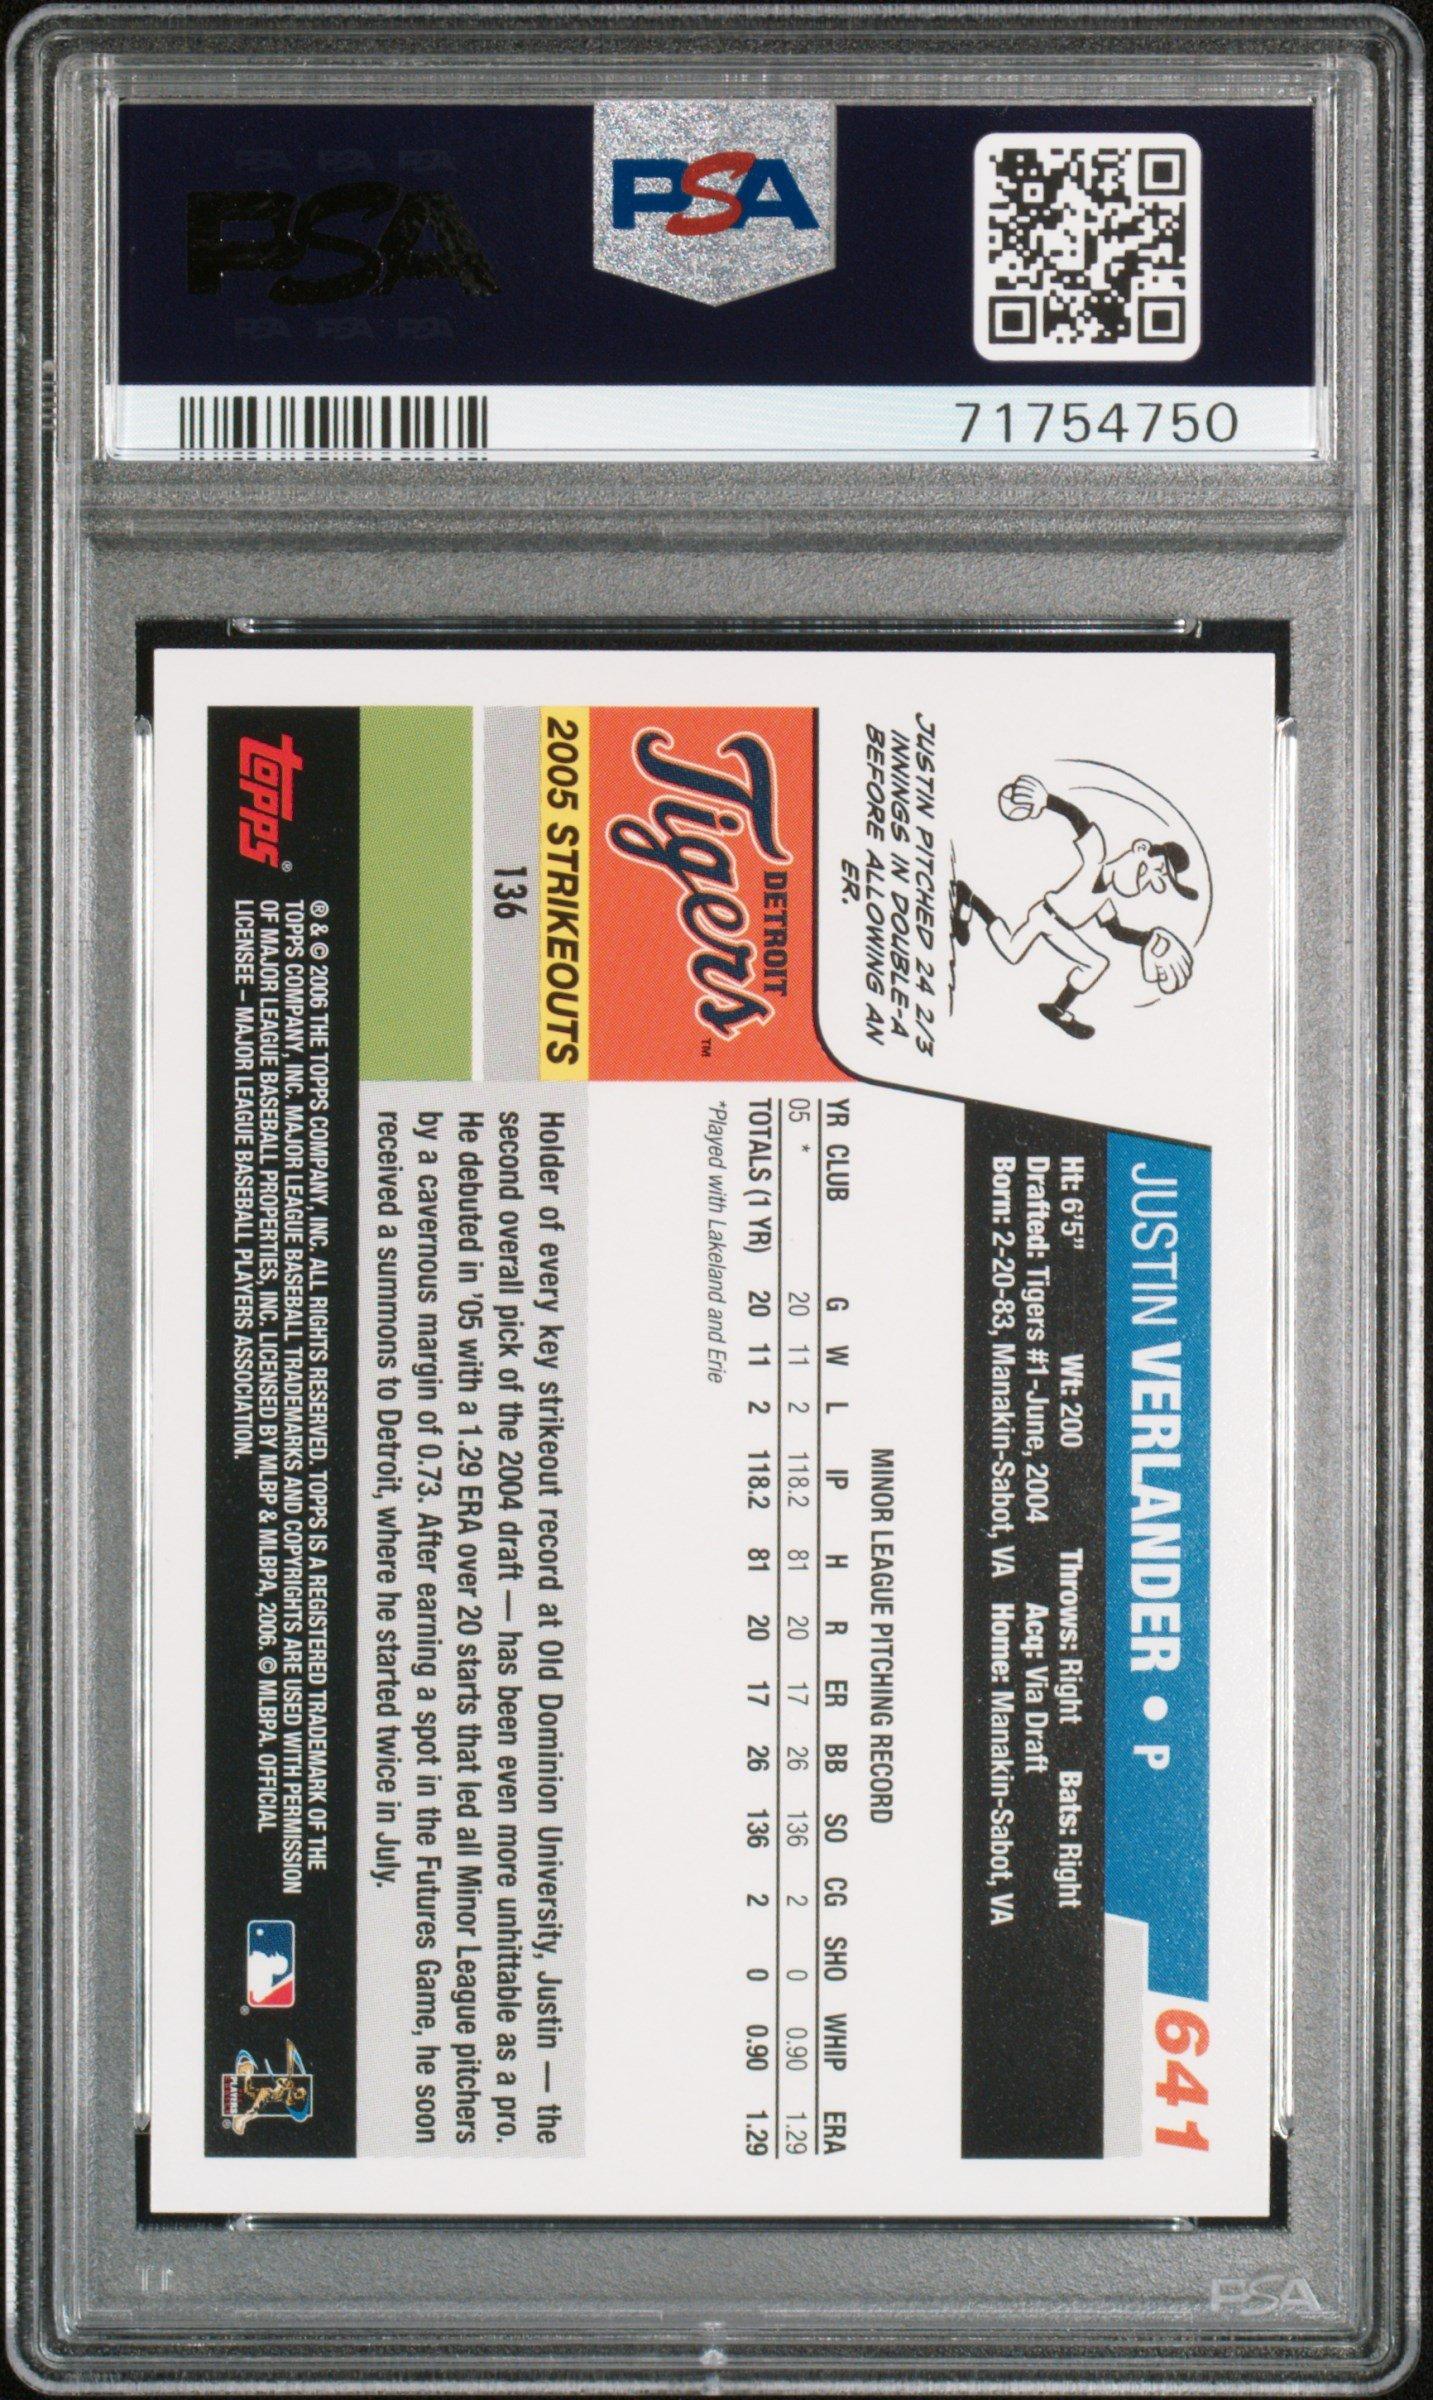 PSA
PSA PSA PSA
PSA
PSA PSA PSA
71754750
JUSTIN VERLANDER • P
641
Ht: 6'5" Wt: 200 Throws: Right Bats: Right
Drafted: Tigers #1-June, 2004 Acq: Via Draft
Born: 2-20-83, Manakin-Sabot, VA Home: Manakin-Sabot, VA
JUSTIN PITCHED 24 2/3
INNINGS IN DOUBLE-A
BEFORE ALLOWING AN
ER.
MINOR LEAGUE PITCHING RECORD
YR CLUB G W L IP H R ER BB SO CG SHO WHIP ERA
05 * 20 11 2 118.2 81 20 17 26 136 2 0 0.90 1.29
TOTALS (1 YR) 20 11 2 118.2 81 20 17 26 136 2 0 0.90 1.29
*Played with Lakeland and Erie
DETROIT
Tigers™
2005 STRIKEOUTS
136
Holder of every key strikeout record at Old Dominion University, Justin — the
second overall pick of the 2004 draft — has been even more unhittable as a pro.
He debuted in '05 with a 1.29 ERA over 20 starts that led all Minor League pitchers
by a cavernous margin of 0.73. After earning a spot in the Futures Game, he soon
received a summons to Detroit, where he started twice in July.
topps®
® & © 2006 THE TOPPS COMPANY, INC. ALL RIGHTS RESERVED. TOPPS IS A REGISTERED TRADEMARK OF THE
TOPPS COMPANY, INC. MAJOR LEAGUE BASEBALL TRADEMARKS AND COPYRIGHTS ARE USED WITH PERMISSION
OF MAJOR LEAGUE BASEBALL PROPERTIES, INC. LICENSED BY MLBP & MLBPA, 2006. © MLBPA. OFFICIAL
LICENSEE – MAJOR LEAGUE BASEBALL PLAYERS ASSOCIATION.
PSA